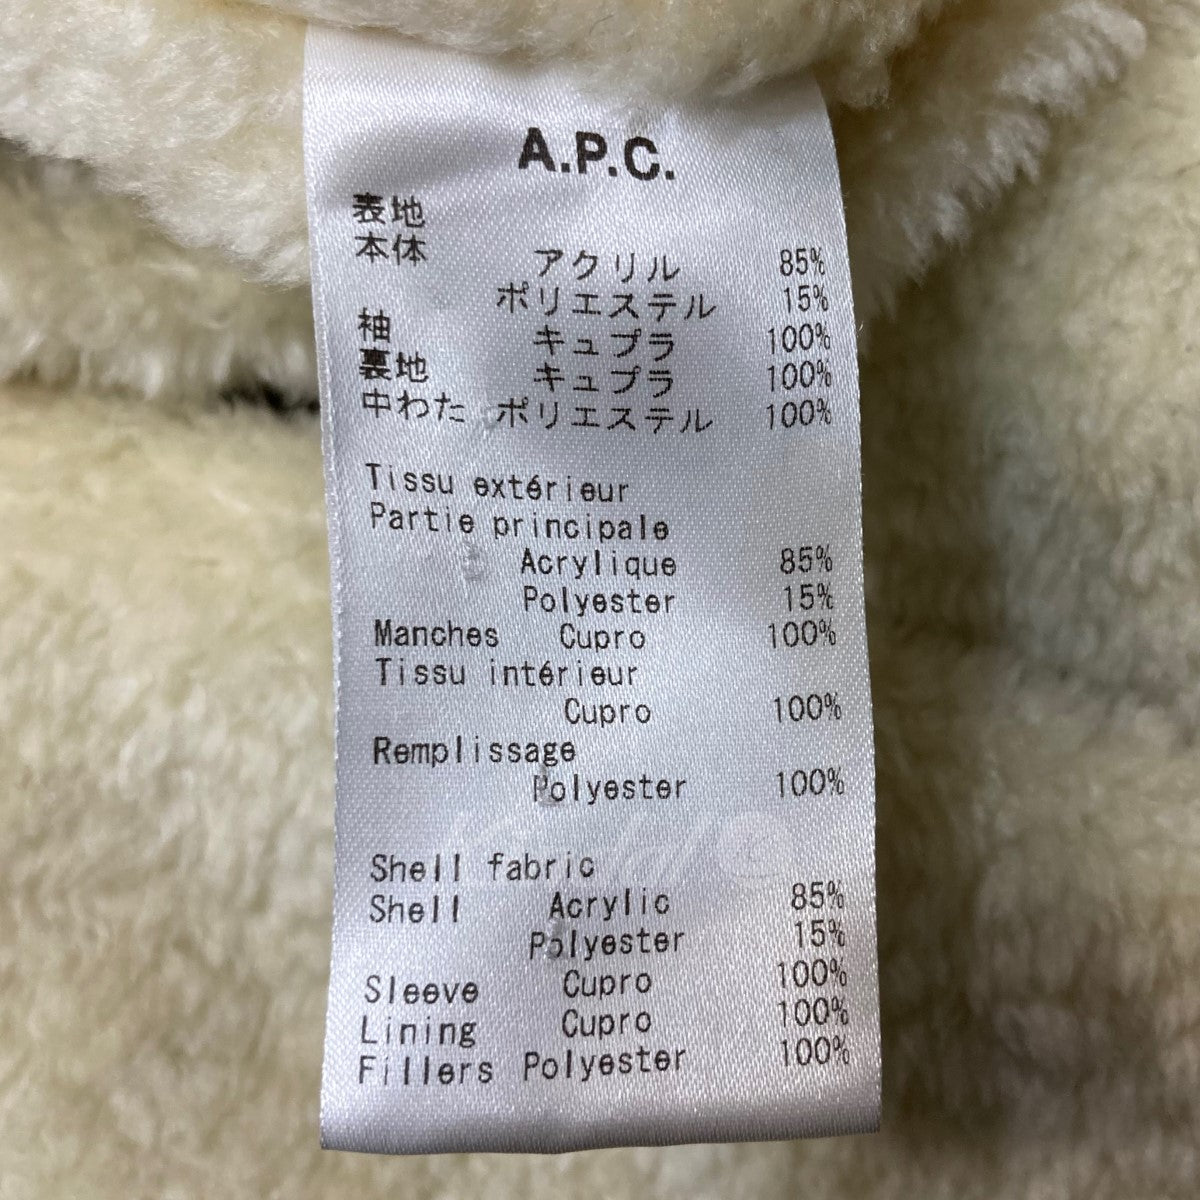 A.P.C.
表地
本体 アクリル 85%
ポリエステル 15%
袖 キュプラ 100%
裏地 キュプラ 100%
中わた ポリエステル 100%
Tissu extérieur
Partie principale
Acrylique 85%
Polyester 15%
Manches Cupro 100%
Tissu intérieur
Cupro 100%
Remplissage
Polyester 100%
Shell fabric
Shell Acrylic 85%
Polyester 15%
Sleeve Cupro 100%
Lining Cupro 100%
Fillers Polyester 100%